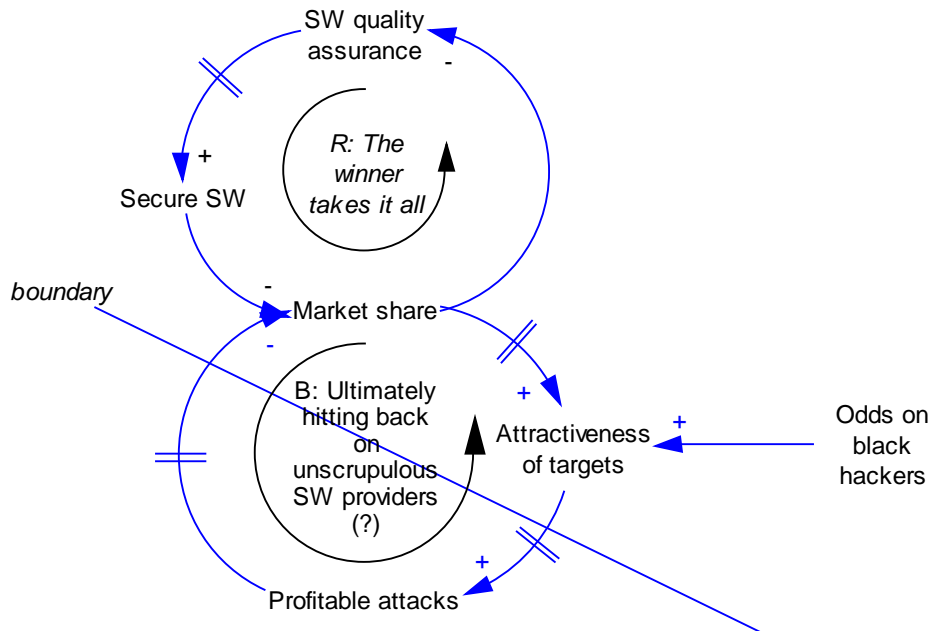 SW quality
assurance
-
R: The
winner
takes it all
+
Secure SW
boundary
-
Market share
-
B: Ultimately
hitting back
on
unscrupulous
SW providers
(?)
+
Attractiveness
of targets
+
Odds on
black
hackers
+
Profitable attacks